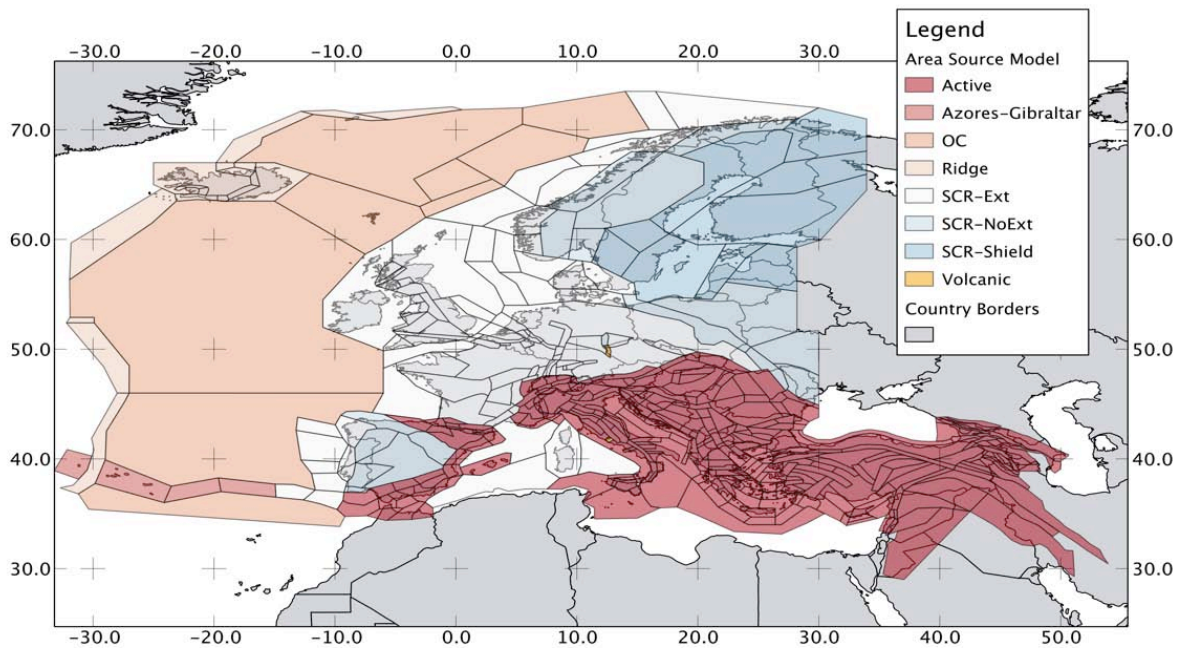 Legend
Area Source Model
Active
Azores-Gibraltar
OC
Ridge
SCR-Ext
SCR-NoExt
SCR-Shield
Volcanic
Country Borders
-30.0 -20.0 -10.0 0.0 10.0 20.0 30.0
70.0 70.0
60.0 60.0
50.0 50.0
40.0 40.0
30.0 30.0
-30.0 -20.0 -10.0 0.0 10.0 20.0 30.0 40.0 50.0